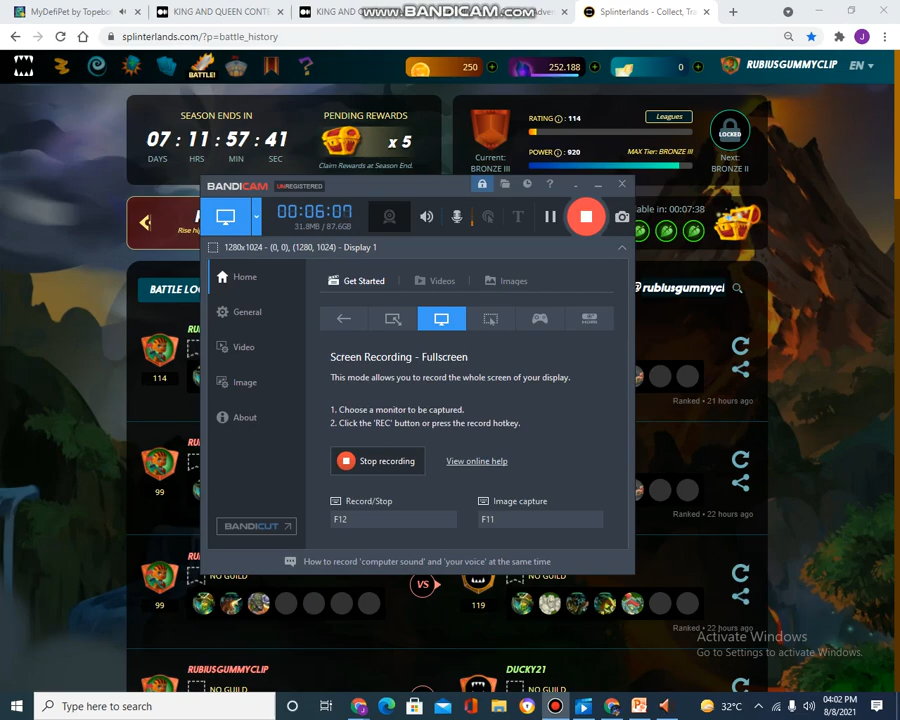 MyDefiPet by Topebo
KING AND QUEEN CONT
KING AND Q
www.BANDICAM.com
Splinterlands - Collect, Tra
splinterlands.com/?p=battle_history
BATTLE!
250
252.188
0
RUBIUSGUMMYCLIP
EN
SEASON ENDS IN
07 : 11 : 57 : 41
DAYS HRS MIN SEC
PENDING REWARDS
x 5
Claim Rewards at Season End.
RATING : 114
Leagues
POWER : 920
MAX Tier: BRONZE III
Current:
BRONZE III
LOCKED
Next:
BRONZE II
BANDICAM UNREGISTERED
00:06:07
31.8MB / 87.6GB
1280x1024 - (0, 0), (1280, 1024) - Display 1
Home
General
Video
Image
About
BANDICUT
Get Started
Videos
Images
Screen Recording - Fullscreen
This mode allows you to record the whole screen of your display.
1. Choose a monitor to be captured.
2. Click the 'REC' button or press the record hotkey.
Stop recording
View online help
Record/Stop
F12
Image capture
F11
How to record 'computer sound' and 'your voice' at the same time
in: 00:07:38
BATTLE LO
@rubiusgummycl
114
Ranked • 21 hours ago
99
Ranked • 22 hours ago
99
NO GUILD
VS
119
NO GUILD
Ranked • 22 hours ago
RUBIUSGUMMYCLIP
NO GUILD
DUCKY21
NO GUILD
Activate Windows
Go to Settings to activate Windows.
Type here to search
32°C
04:02 PM
8/8/2021